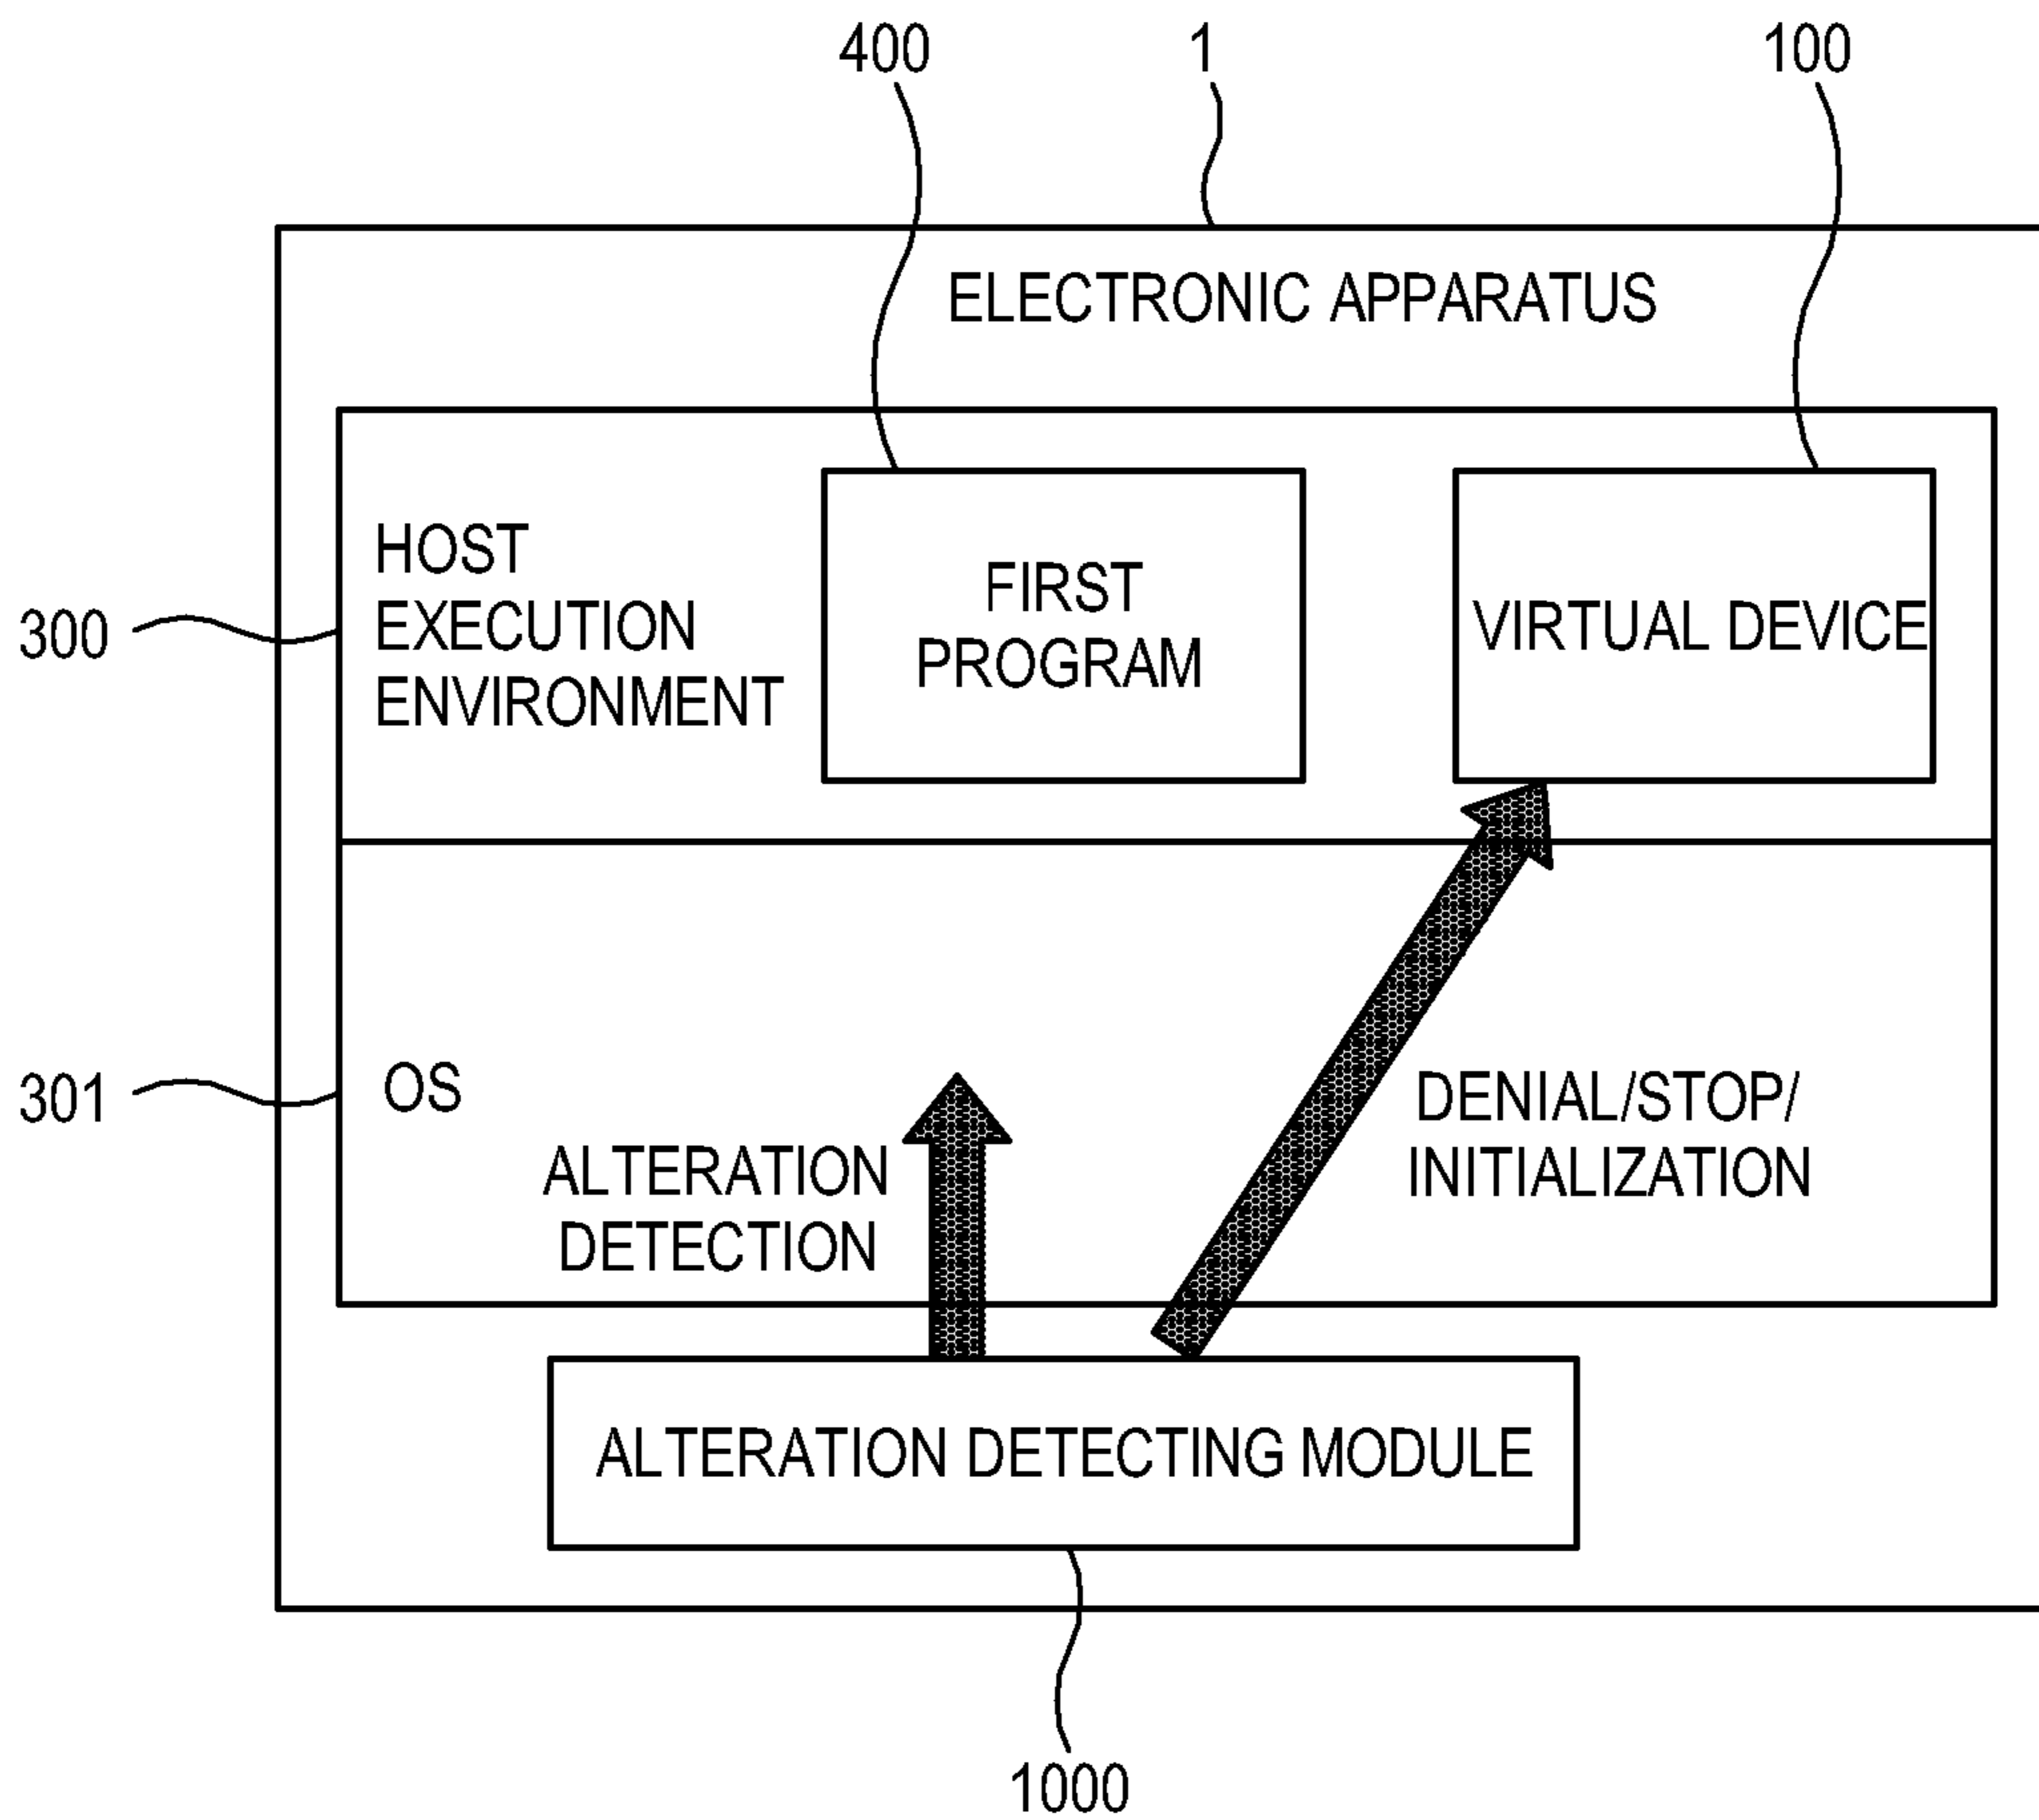 400
1
100
ELECTRONIC APPARATUS
HOST
EXECUTION
ENVIRONMENT
FIRST
PROGRAM
VIRTUAL DEVICE
300
301
OS
ALTERATION
DETECTION
DENIAL/STOP/
INITIALIZATION
ALTERATION DETECTING MODULE
1000